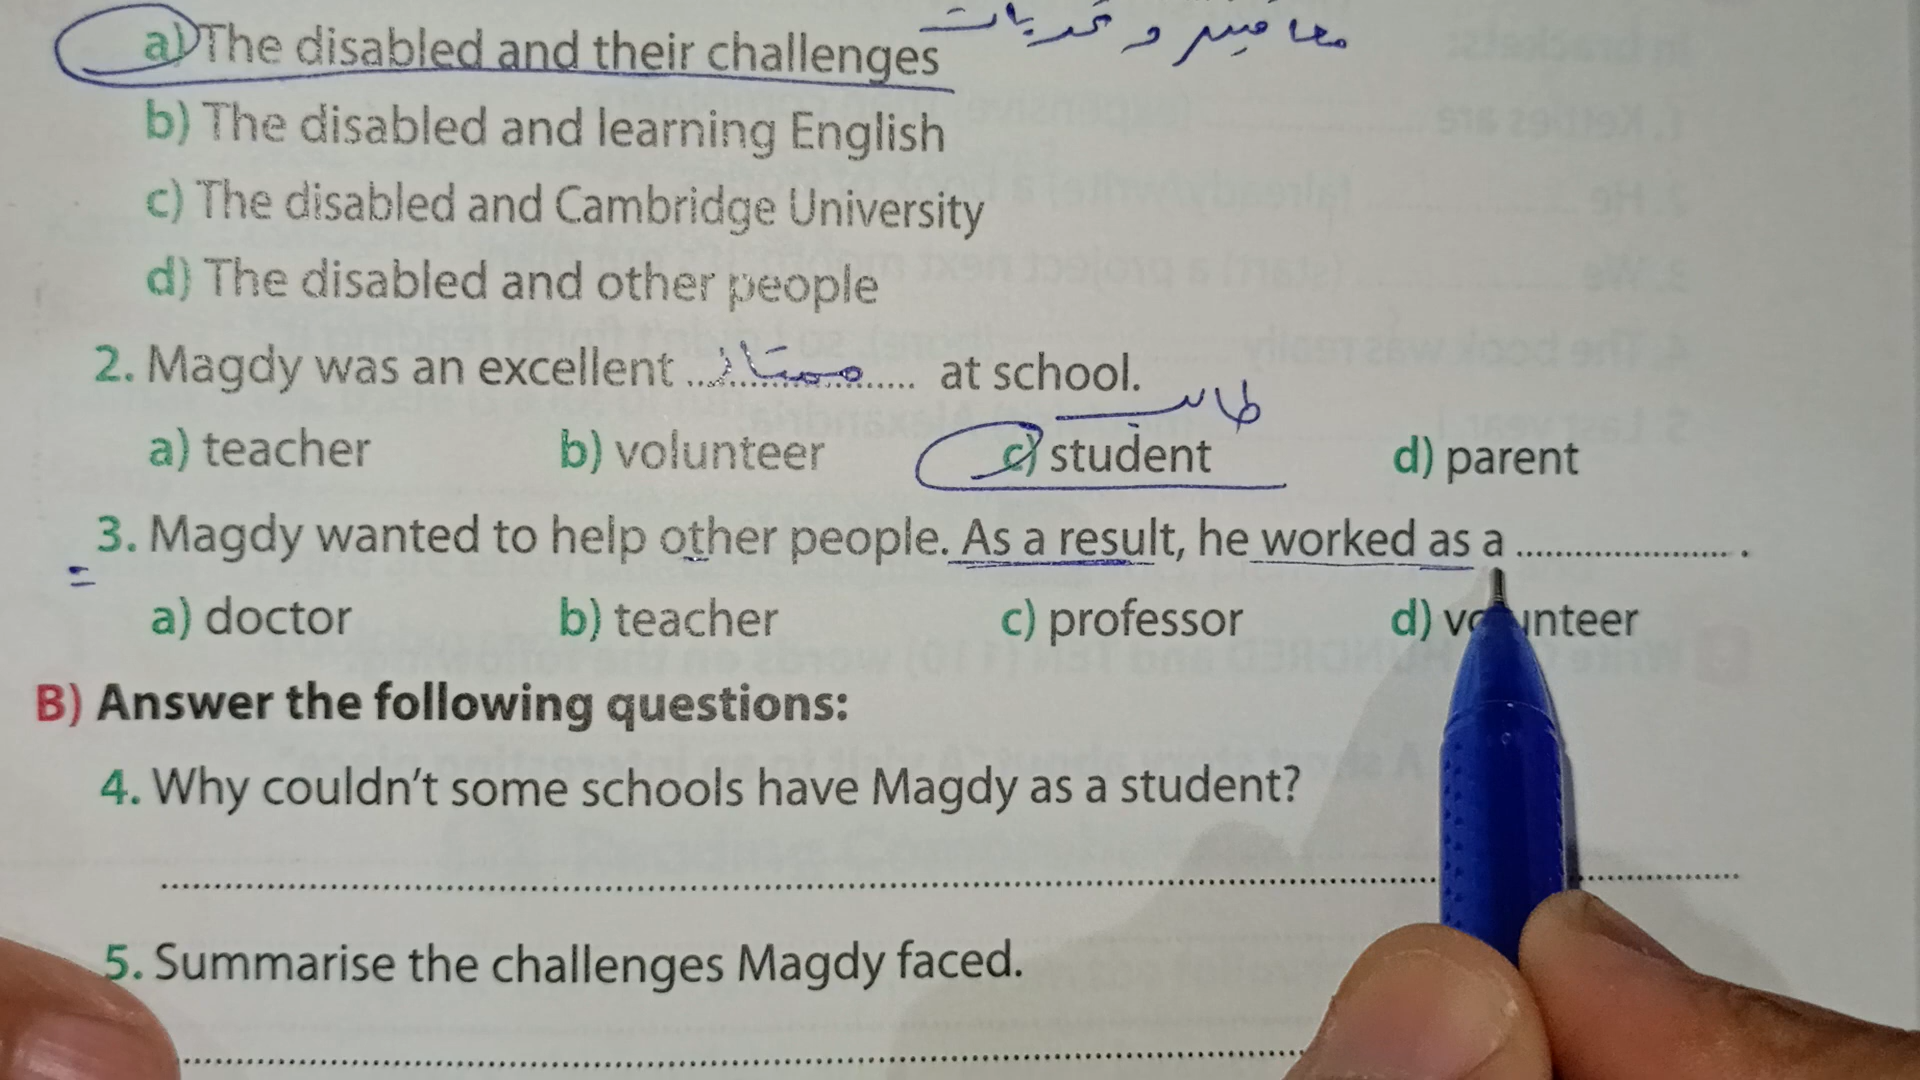 a) The disabled and their challenges معاقين و تحديات
b) The disabled and learning English
c) The disabled and Cambridge University
d) The disabled and other people
2. Magdy was an excellent ...ممتاز... at school.
طالب
a) teacher b) volunteer c) student d) parent
3. Magdy wanted to help other people. As a result, he worked as a .................... .
a) doctor b) teacher c) professor d) vo unteer
B) Answer the following questions:
4. Why couldn't some schools have Magdy as a student?
5. Summarise the challenges Magdy faced.